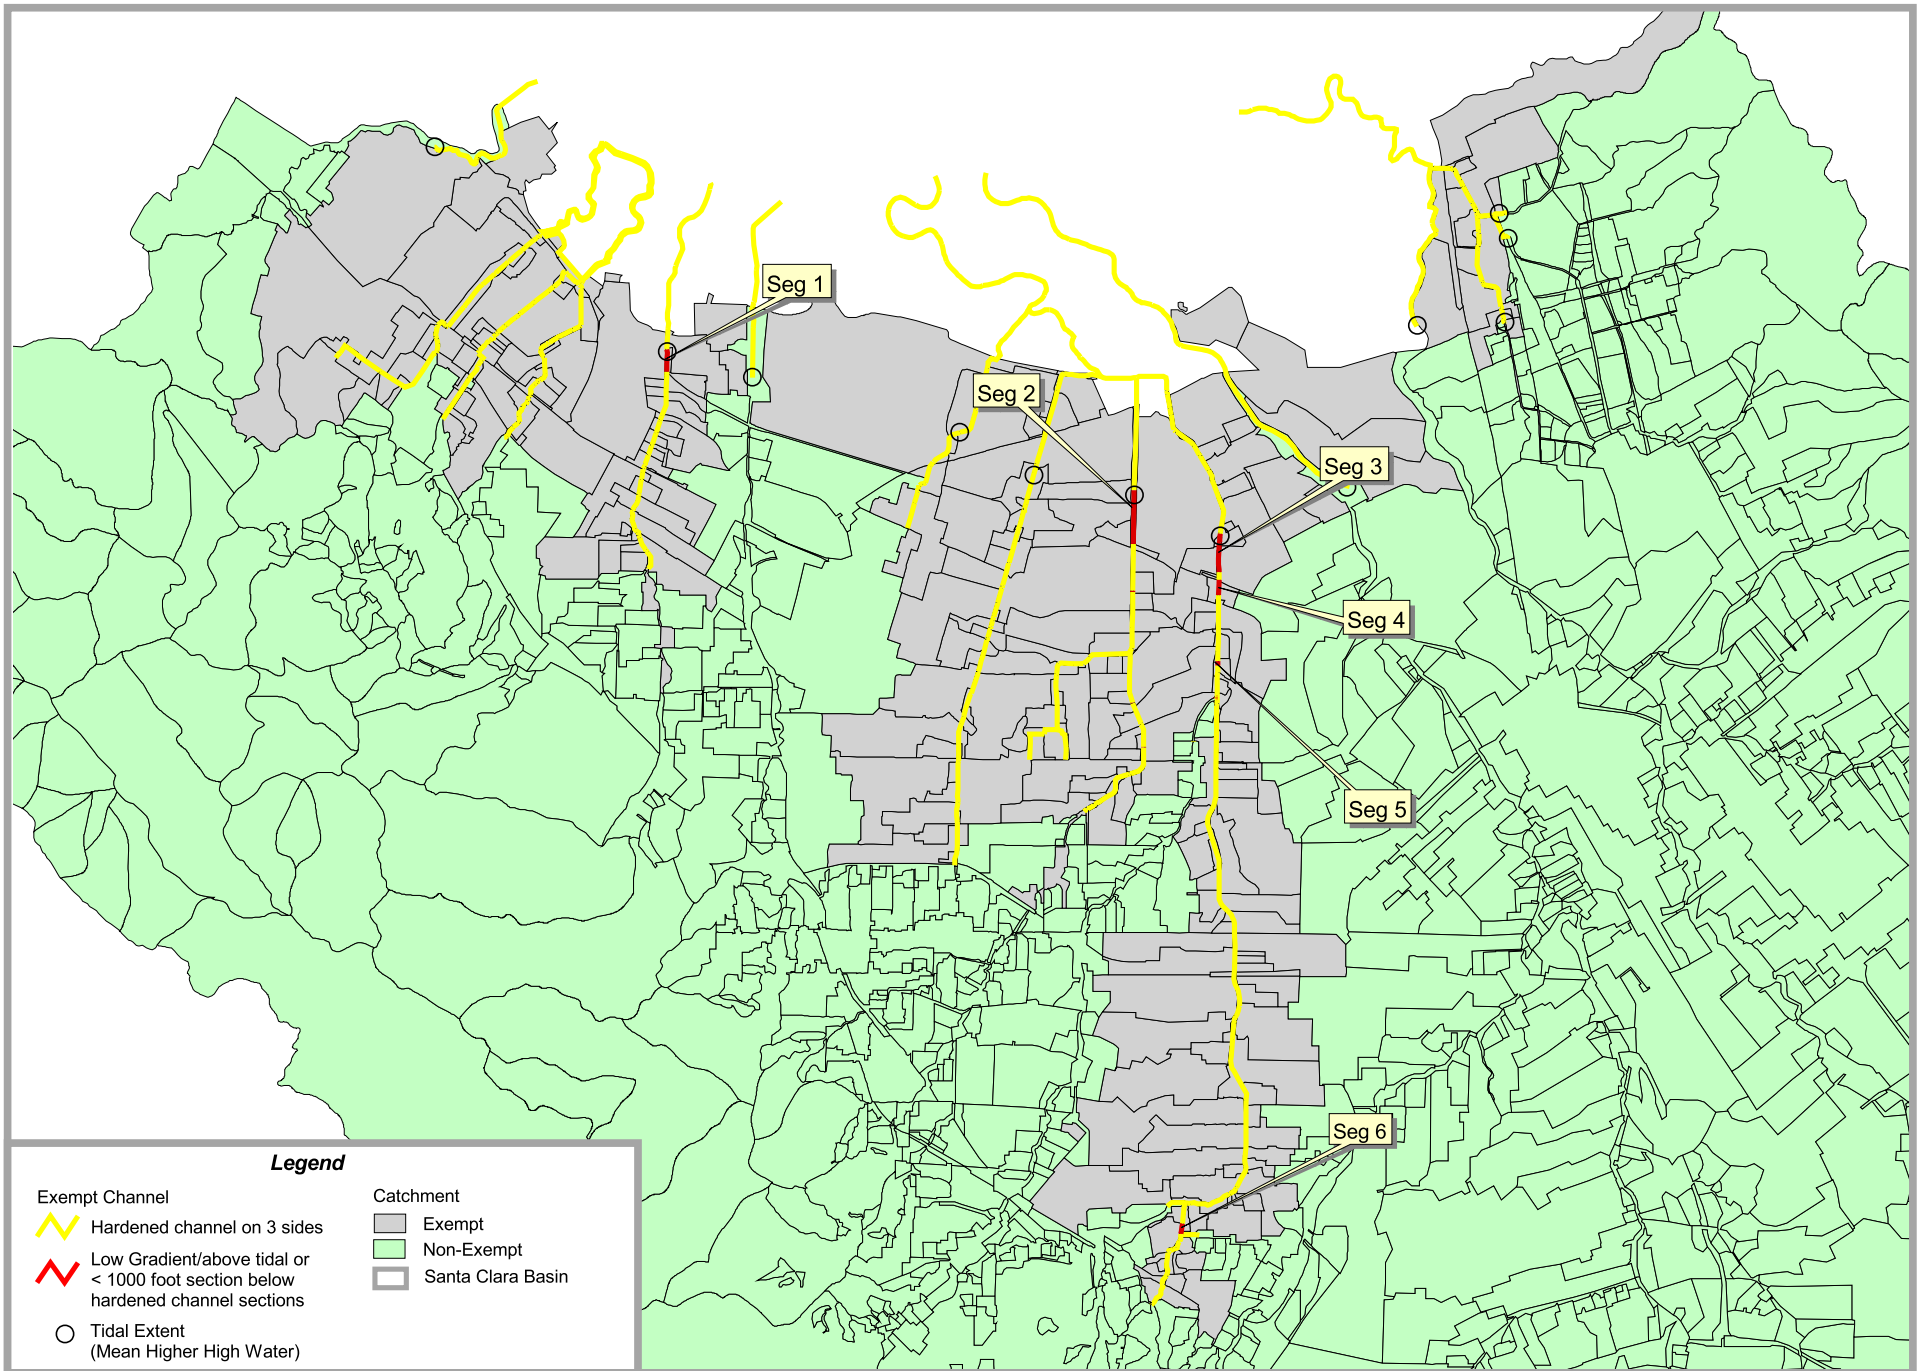 Seg 1
Seg 2
Seg 3
Seg 4
Seg 5
Seg 6
Legend
Exempt Channel
Hardened channel on 3 sides
Low Gradient/above tidal or
< 1000 foot section below
hardened channel sections
Tidal Extent
(Mean Higher High Water)
Catchment
Exempt
Non-Exempt
Santa Clara Basin